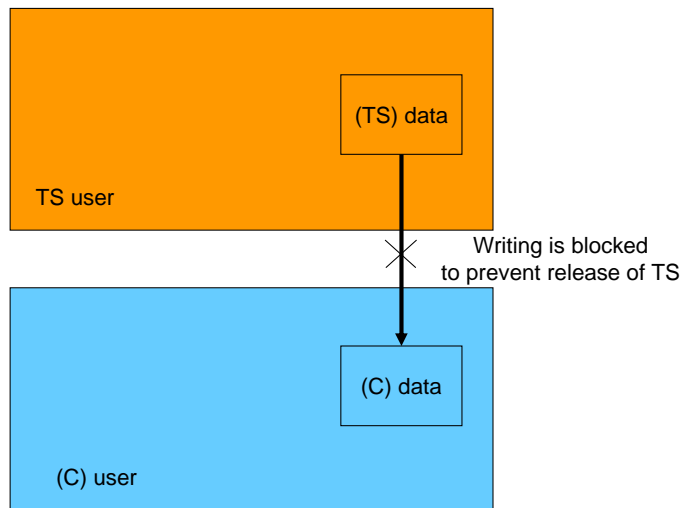 (TS) data
TS user
Writing is blocked
to prevent release of TS
(C) data
(C) user